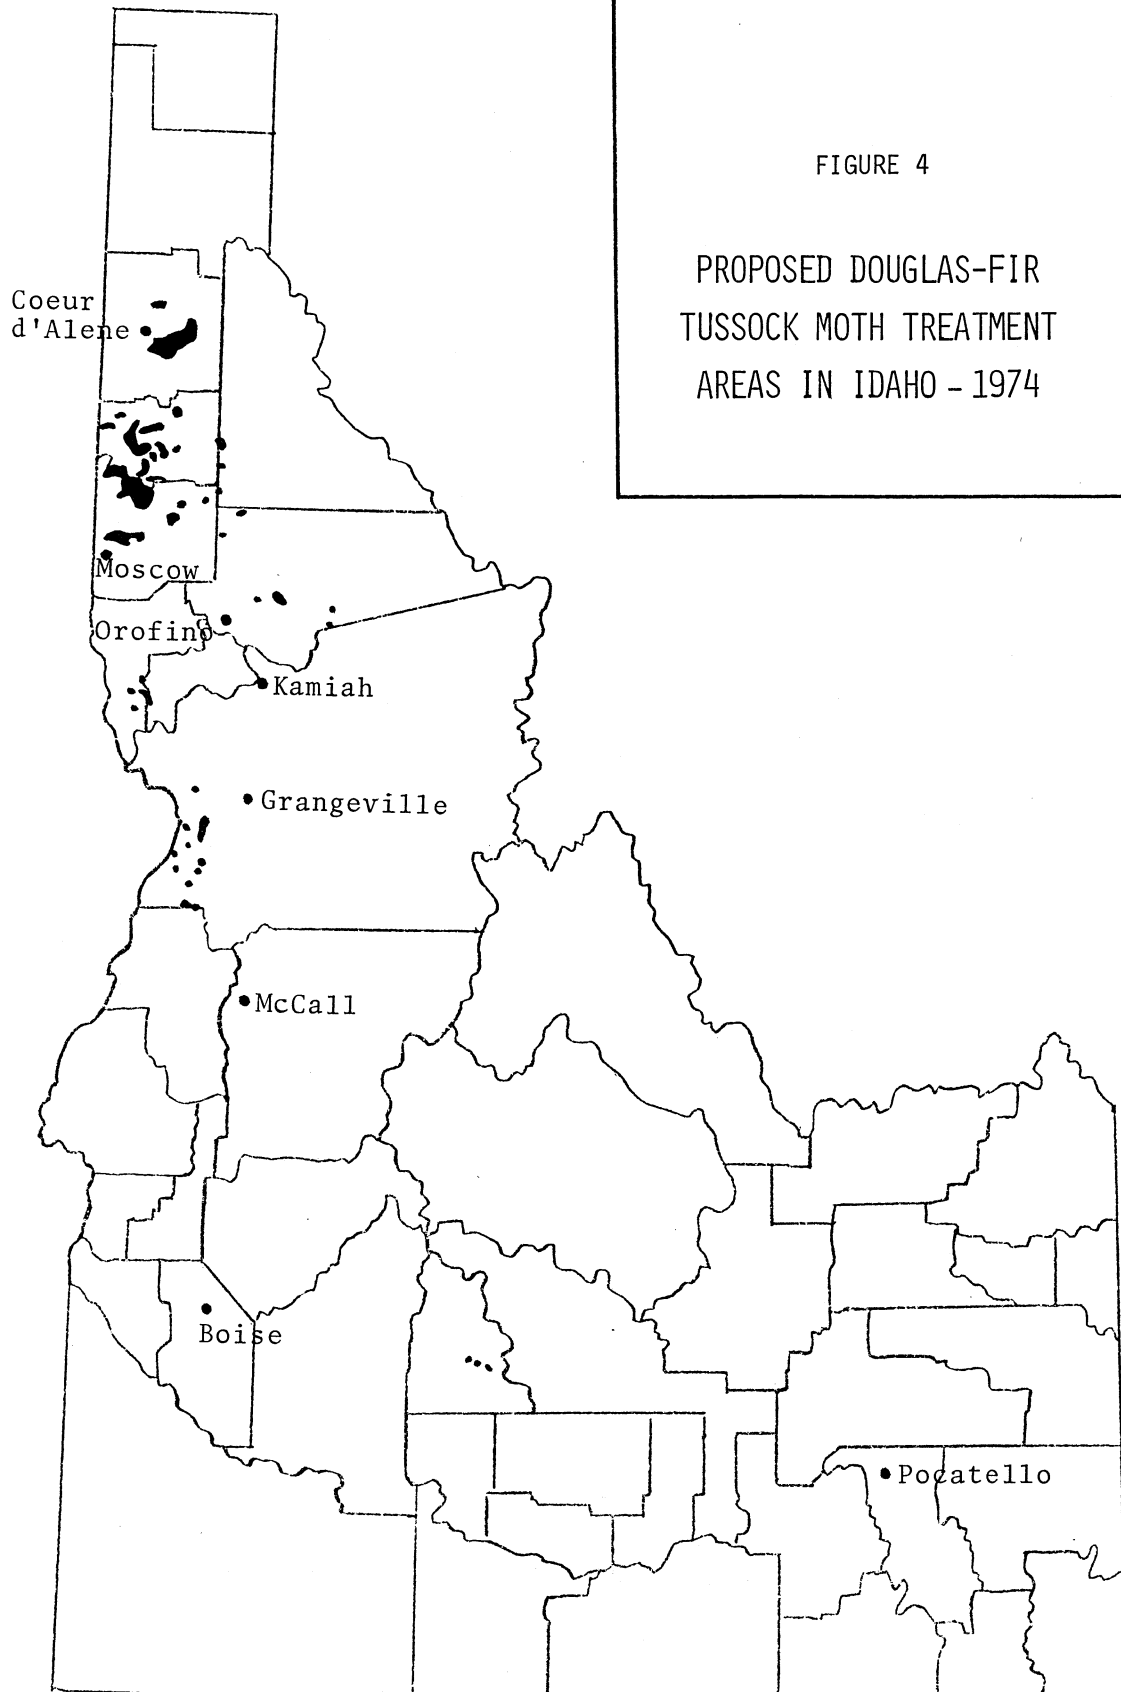 FIGURE 4
PROPOSED DOUGLAS-FIR
TUSSOCK MOTH TREATMENT
AREAS IN IDAHO - 1974
Coeur
d'Alene
Moscow
Orofino
Kamiah
Grangeville
McCall
Boise
Pocatello